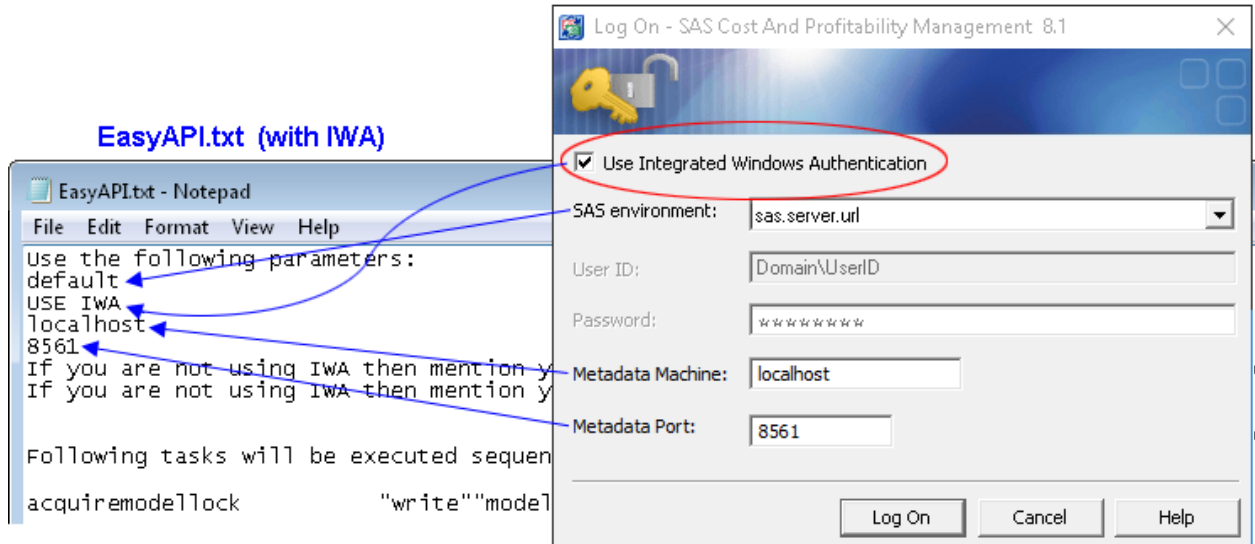 EasyAPI.txt (with IWA)
EasyAPI.txt - Notepad
File Edit Format View Help
Use the following parameters:
default
USE IWA
localhost
8561
If you are not using IWA then mention y
If you are not using IWA then mention y
Following tasks will be executed sequen
acquiremodellock "write""model
Log On - SAS Cost And Profitability Management 8.1
Use Integrated Windows Authentication
SAS environment: sas.server.url
User ID: Domain\UserID
Password: ********
Metadata Machine: localhost
Metadata Port: 8561
Log On Cancel Help